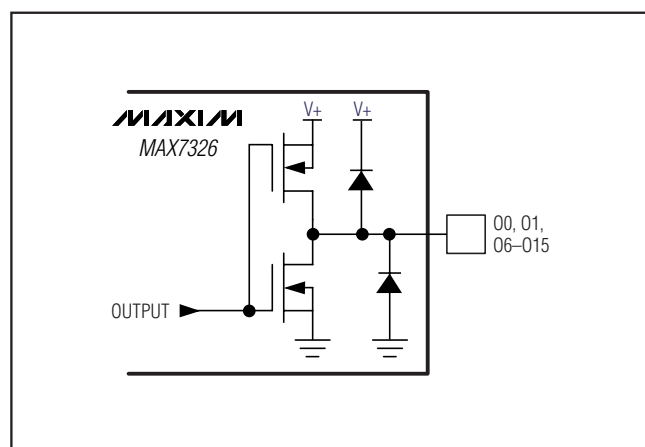 MAXIM
MAX7326
V+
V+
O0, O1,
O6–O15
OUTPUT